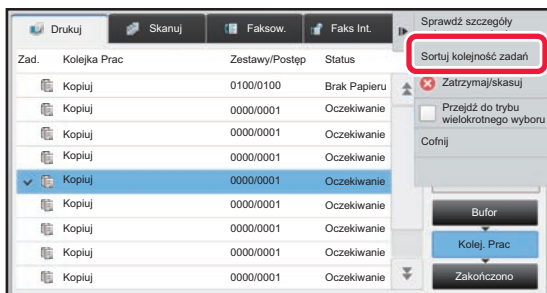 Drukuj Skanuj Faksow. Faks Int.
Zad. Kolejka Prac Zestawy/Postęp Status
Kopiuj 0100/0100 Brak Papieru
Kopiuj 0000/0001 Oczekiwanie
Kopiuj 0000/0001 Oczekiwanie
Kopiuj 0000/0001 Oczekiwanie
Kopiuj 0000/0001 Oczekiwanie
Kopiuj 0000/0001 Oczekiwanie
Kopiuj 0000/0001 Oczekiwanie
Kopiuj 0000/0001 Oczekiwanie
Kopiuj 0000/0001 Oczekiwanie
Sprawdź szczegóły
Sortuj kolejność zadań
Zatrzymaj/skasuj
Przejdź do trybu
wielokrotnego wyboru
Cofnij
Bufor
Kolej. Prac
Zakończono